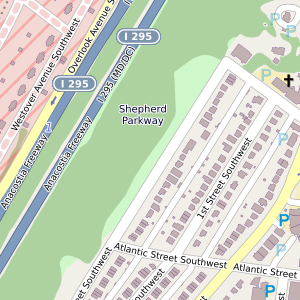 Westover Avenue Southwest
Overlook Avenue S
I 295
I 295
I 295 (MD/DC)
Shepherd
Parkway
Anacostia Freeway
Anacostia Freeway
1st Street Southwest
Atlantic Street Southwest
Atlantic Street
Street Southwest
Southwest
P
P
P
P
P
P